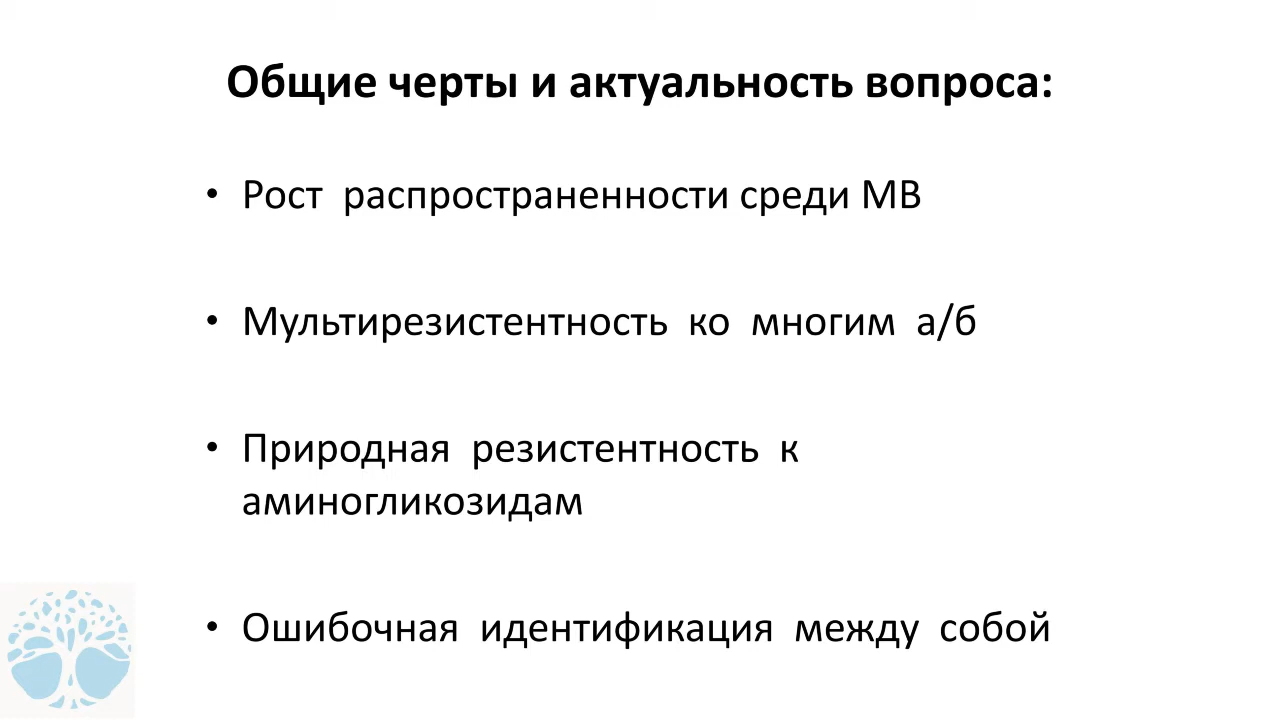 Общие черты и актуальность вопроса:
• Рост распространенности среди МВ
• Мультирезистентность ко многим а/б
• Природная резистентность к
аминогликозидам
• Ошибочная идентификация между собой